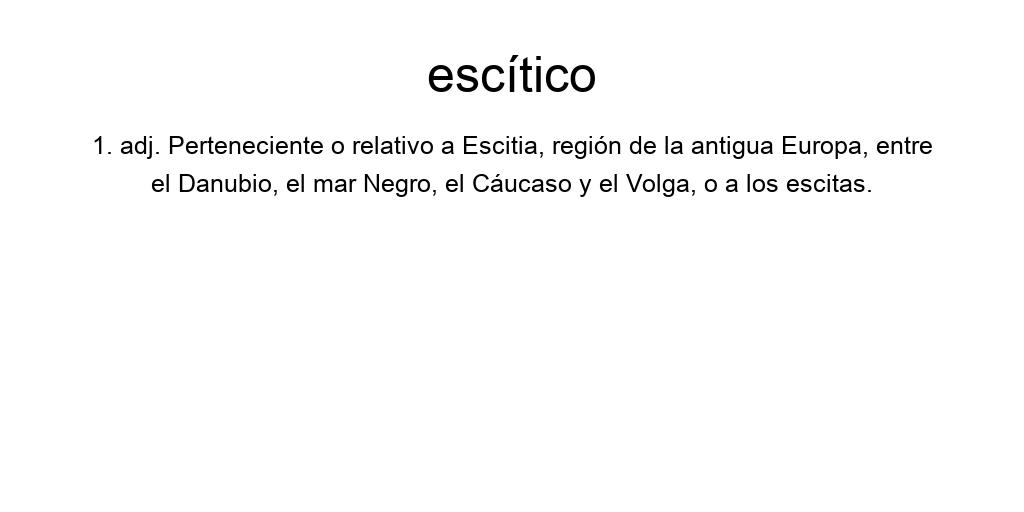 escítico
1. adj. Perteneciente o relativo a Escitia, región de la antigua Europa, entre
el Danubio, el mar Negro, el Cáucaso y el Volga, o a los escitas.